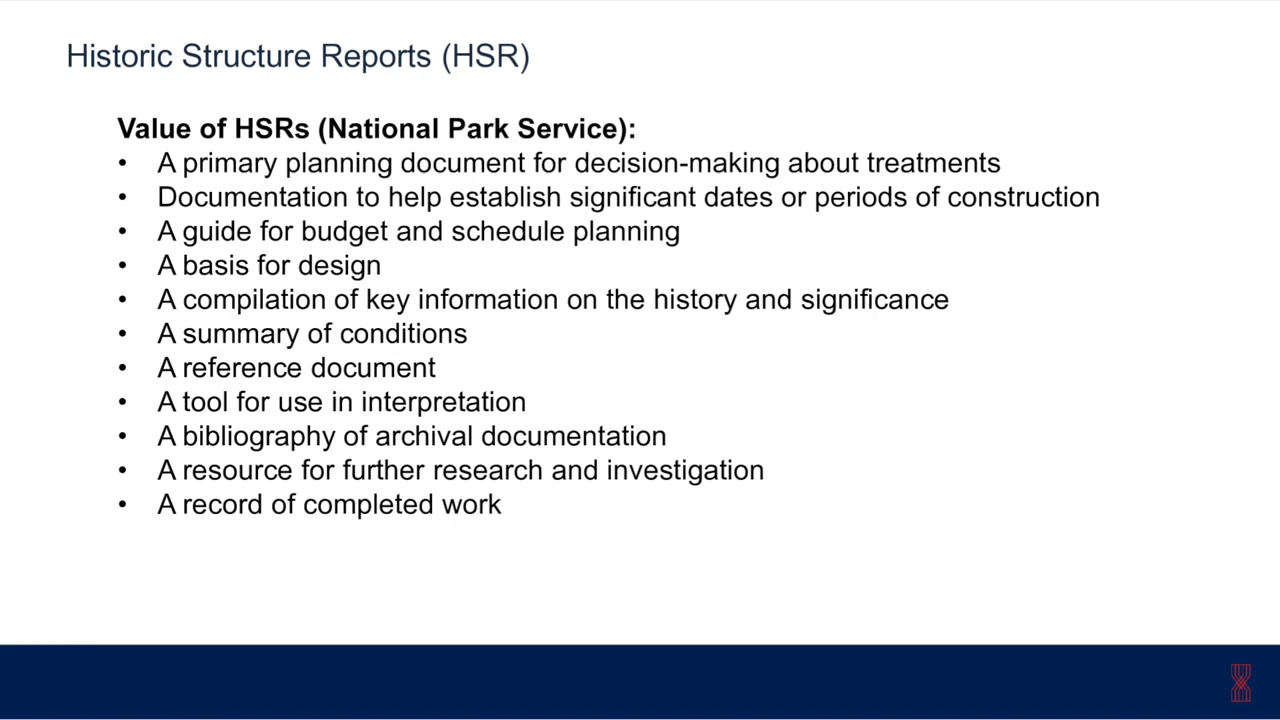 Historic Structure Reports (HSR)
Value of HSRs (National Park Service):
• A primary planning document for decision-making about treatments
• Documentation to help establish significant dates or periods of construction
• A guide for budget and schedule planning
• A basis for design
• A compilation of key information on the history and significance
• A summary of conditions
• A reference document
• A tool for use in interpretation
• A bibliography of archival documentation
• A resource for further research and investigation
• A record of completed work